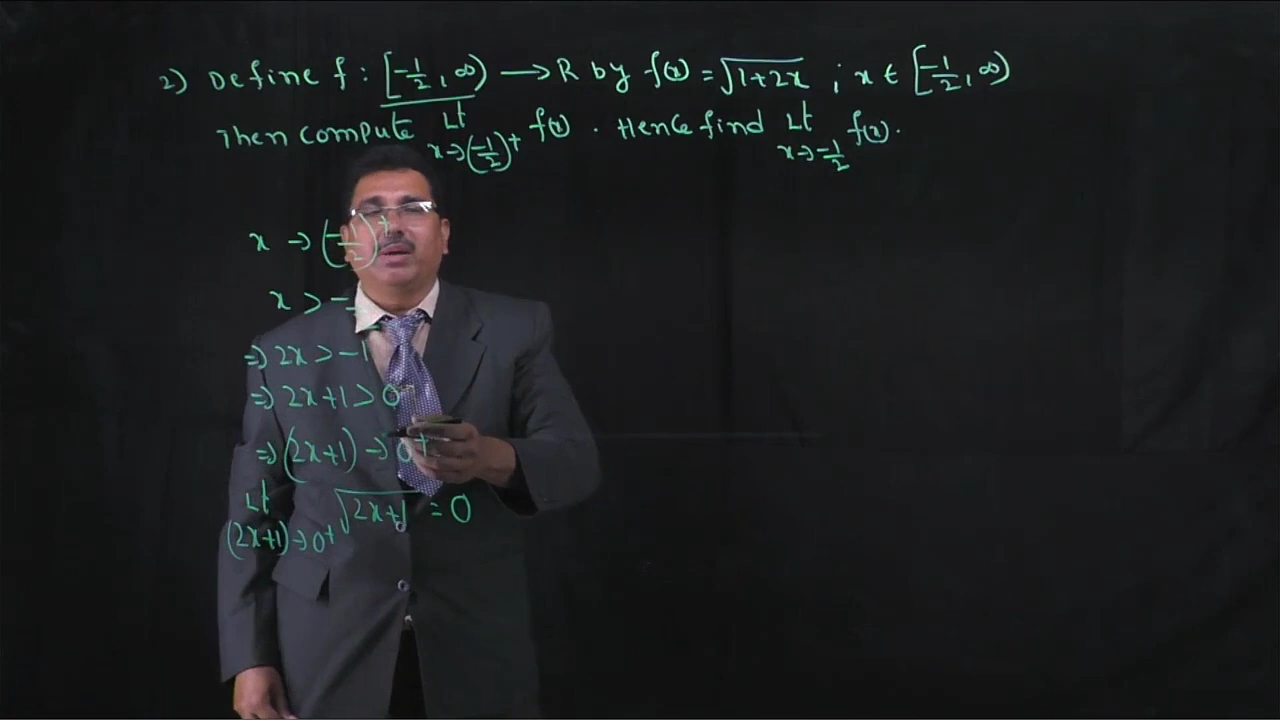 2) Define f : [-1/2, ∞) → R by f(x) = √1+2x ; x ∈ [-1/2, ∞)
Then compute Lt x→(-1/2)+ f(x) . Hence find Lt x→-1/2 f(x).
x → (-1/2)+
x > -
⇒ 2x > -1
⇒ 2x+1 > 0
⇒ (2x+1) → 0+
Lt (2x+1)→0+ √2x+1 = 0